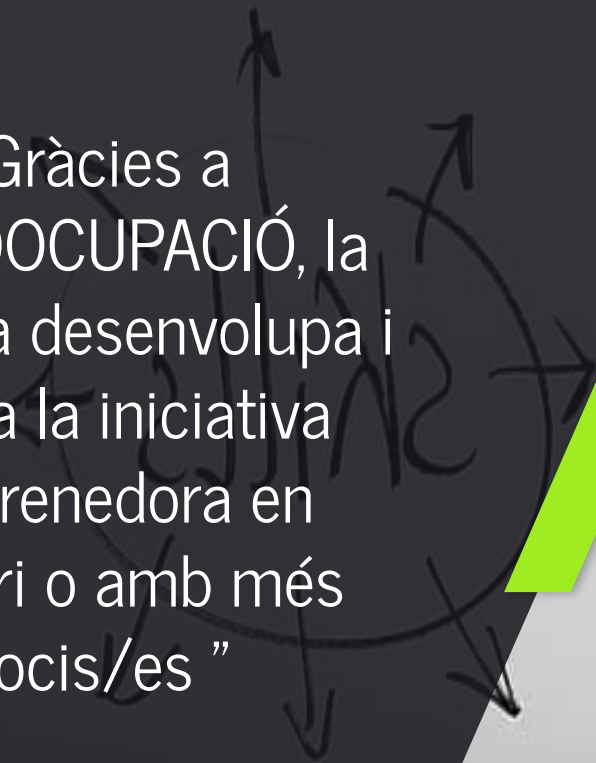 Gràcies a
OCUPACIÓ, la
a desenvolupa i
a la iniciativa
renedora en
ri o amb més
ocis/es ”